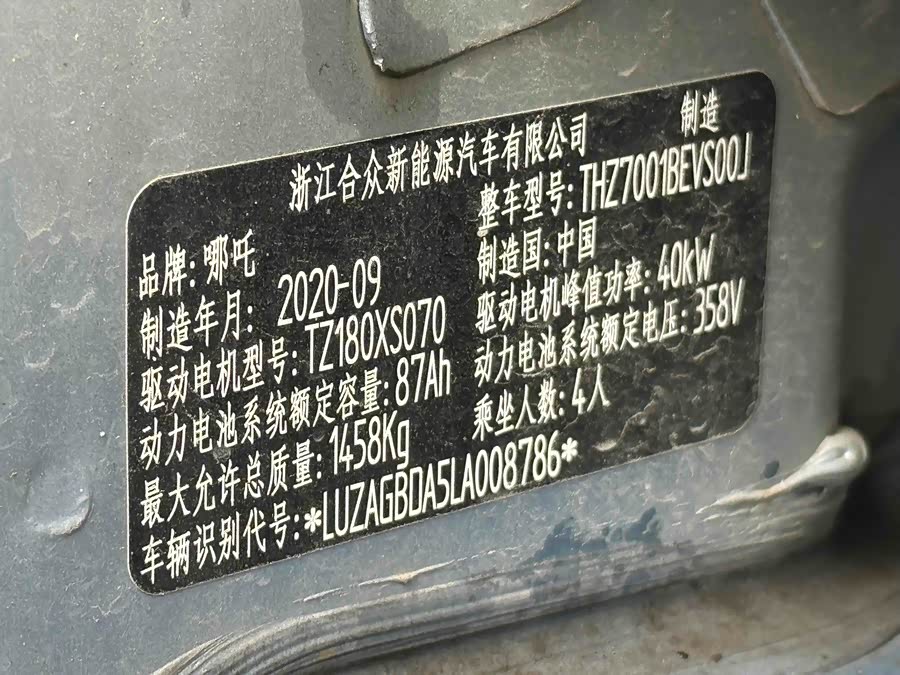 浙江合众新能源汽车有限公司 制造
品牌: 哪吒 整车型号: THZ7001BEVS00J
制造年月: 2020-09 制造国: 中国
驱动电机型号: TZ180XS070 驱动电机峰值功率: 40kW
动力电池系统额定容量: 87Ah 动力电池系统额定电压: 358V
最大允许总质量: 1458Kg 乘坐人数: 4人
车辆识别代号: *LUZAGBDA5LA008786*